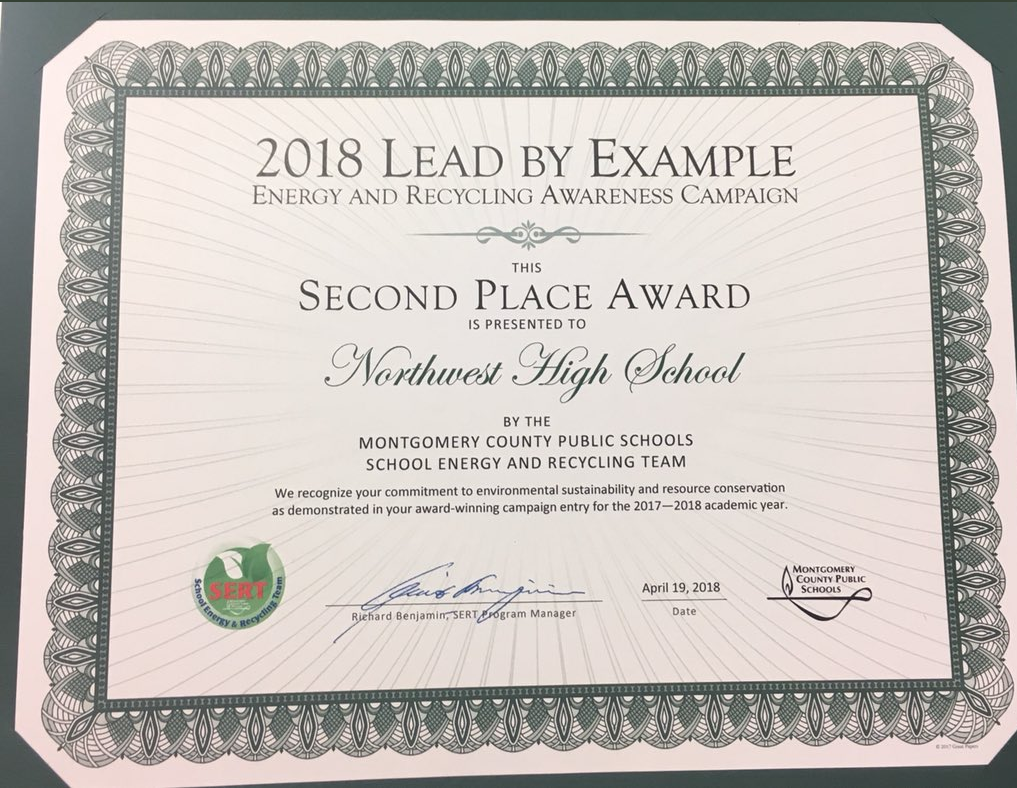 2018 LEAD BY EXAMPLE
ENERGY AND RECYCLING AWARENESS CAMPAIGN
THIS
SECOND PLACE AWARD
IS PRESENTED TO
Northwest High School
BY THE
MONTGOMERY COUNTY PUBLIC SCHOOLS
SCHOOL ENERGY AND RECYCLING TEAM
We recognize your commitment to environmental sustainability and resource conservation
as demonstrated in your award-winning campaign entry for the 2017—2018 academic year.
SERT
School Energy & Recycling Team
Richard Benjamin, SERT Program Manager
April 19, 2018
Date
MONTGOMERY
COUNTY PUBLIC
SCHOOLS
© 2017 Great Papers